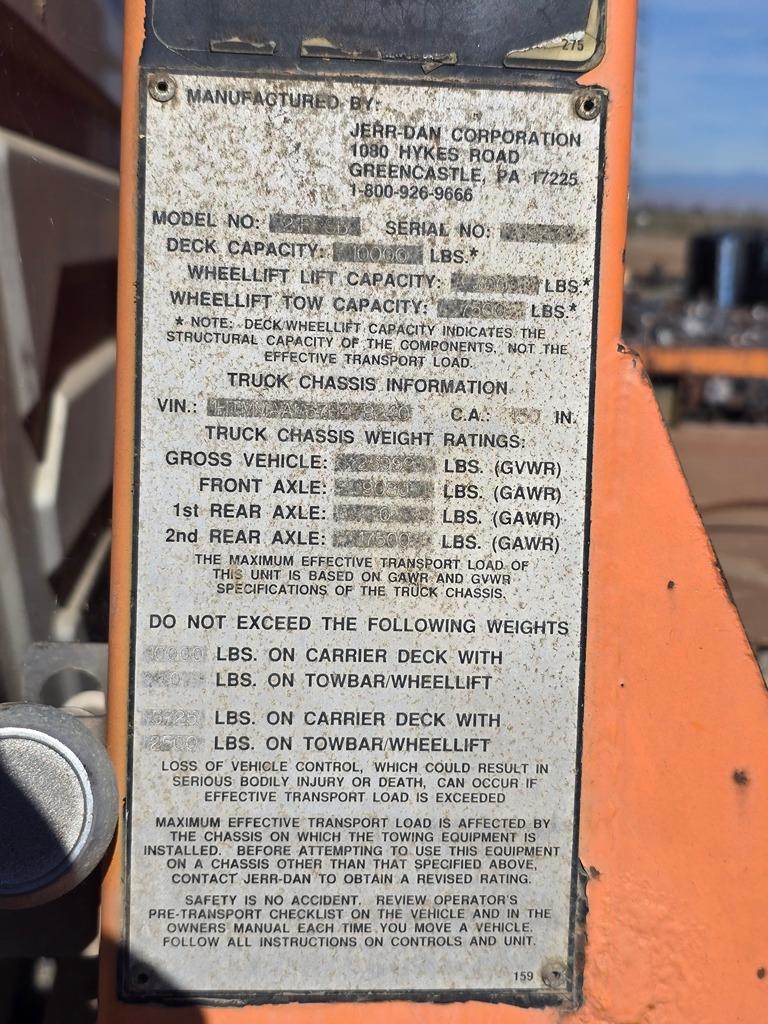 275
MANUFACTURED BY:
JERR-DAN CORPORATION
1080 HYKES ROAD
GREENCASTLE, PA 17225
1-800-926-9666
MODEL NO: SERIAL NO:
DECK CAPACITY: 10000 LBS.*
WHEELLIFT LIFT CAPACITY: LBS.*
WHEELLIFT TOW CAPACITY: 7500 LBS.*
* NOTE: DECK/WHEELLIFT CAPACITY INDICATES THE
STRUCTURAL CAPACITY OF THE COMPONENTS, NOT THE
EFFECTIVE TRANSPORT LOAD.
TRUCK CHASSIS INFORMATION
VIN.: C.A.: IN.
TRUCK CHASSIS WEIGHT RATINGS:
GROSS VEHICLE: LBS. (GVWR)
FRONT AXLE: LBS. (GAWR)
1st REAR AXLE: LBS. (GAWR)
2nd REAR AXLE: LBS. (GAWR)
THE MAXIMUM EFFECTIVE TRANSPORT LOAD OF
THIS UNIT IS BASED ON GAWR AND GVWR
SPECIFICATIONS OF THE TRUCK CHASSIS.
DO NOT EXCEED THE FOLLOWING WEIGHTS
LBS. ON CARRIER DECK WITH
LBS. ON TOWBAR/WHEELLIFT
LBS. ON CARRIER DECK WITH
LBS. ON TOWBAR/WHEELLIFT
LOSS OF VEHICLE CONTROL, WHICH COULD RESULT IN
SERIOUS BODILY INJURY OR DEATH, CAN OCCUR IF
EFFECTIVE TRANSPORT LOAD IS EXCEEDED
MAXIMUM EFFECTIVE TRANSPORT LOAD IS AFFECTED BY
THE CHASSIS ON WHICH THE TOWING EQUIPMENT IS
INSTALLED. BEFORE ATTEMPTING TO USE THIS EQUIPMENT
ON A CHASSIS OTHER THAN THAT SPECIFIED ABOVE,
CONTACT JERR-DAN TO OBTAIN A REVISED RATING.
SAFETY IS NO ACCIDENT. REVIEW OPERATOR'S
PRE-TRANSPORT CHECKLIST ON THE VEHICLE AND IN THE
OWNERS MANUAL EACH TIME YOU MOVE A VEHICLE.
FOLLOW ALL INSTRUCTIONS ON CONTROLS AND UNIT.
159